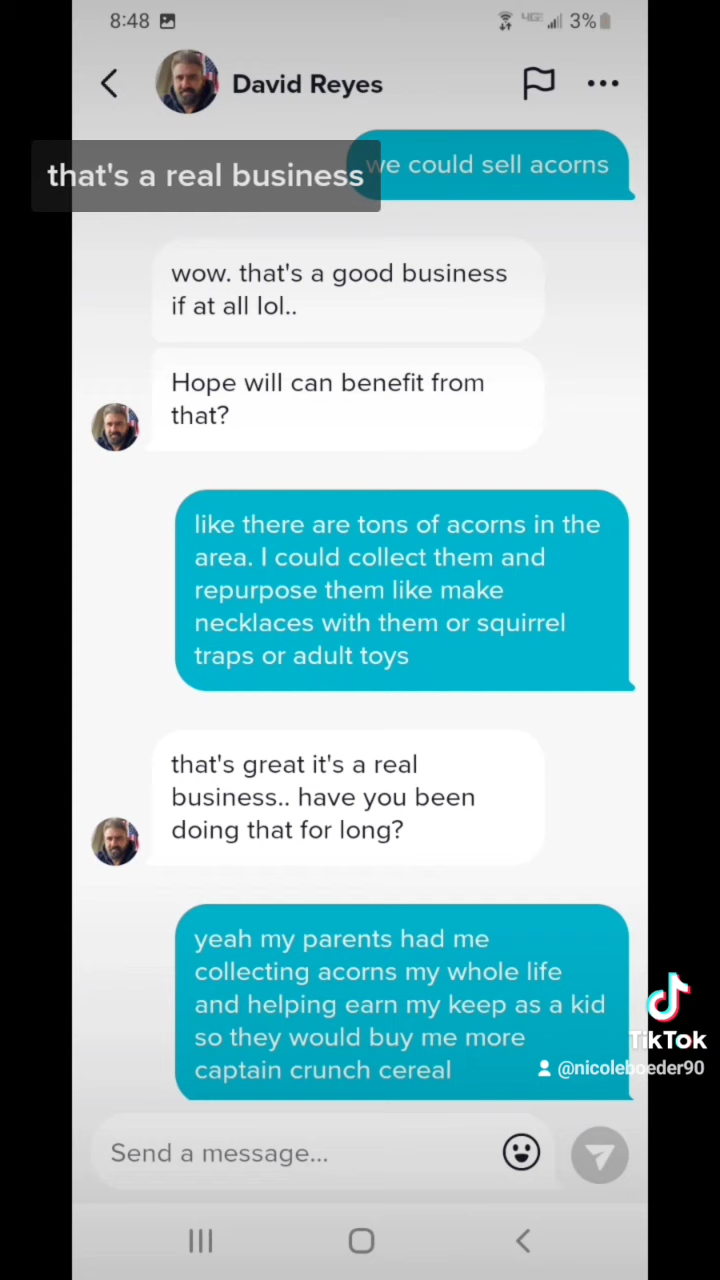 8:48
4GE 3%
David Reyes
that's a real business
we could sell acorns
wow. that's a good business
if at all lol..
Hope will can benefit from
that?
like there are tons of acorns in the
area. I could collect them and
repurpose them like make
necklaces with them or squirrel
traps or adult toys
that's great it's a real
business.. have you been
doing that for long?
yeah my parents had me
collecting acorns my whole life
and helping earn my keep as a kid
so they would buy me more
captain crunch cereal
TikTok
@nicoleboeder90
Send a message...